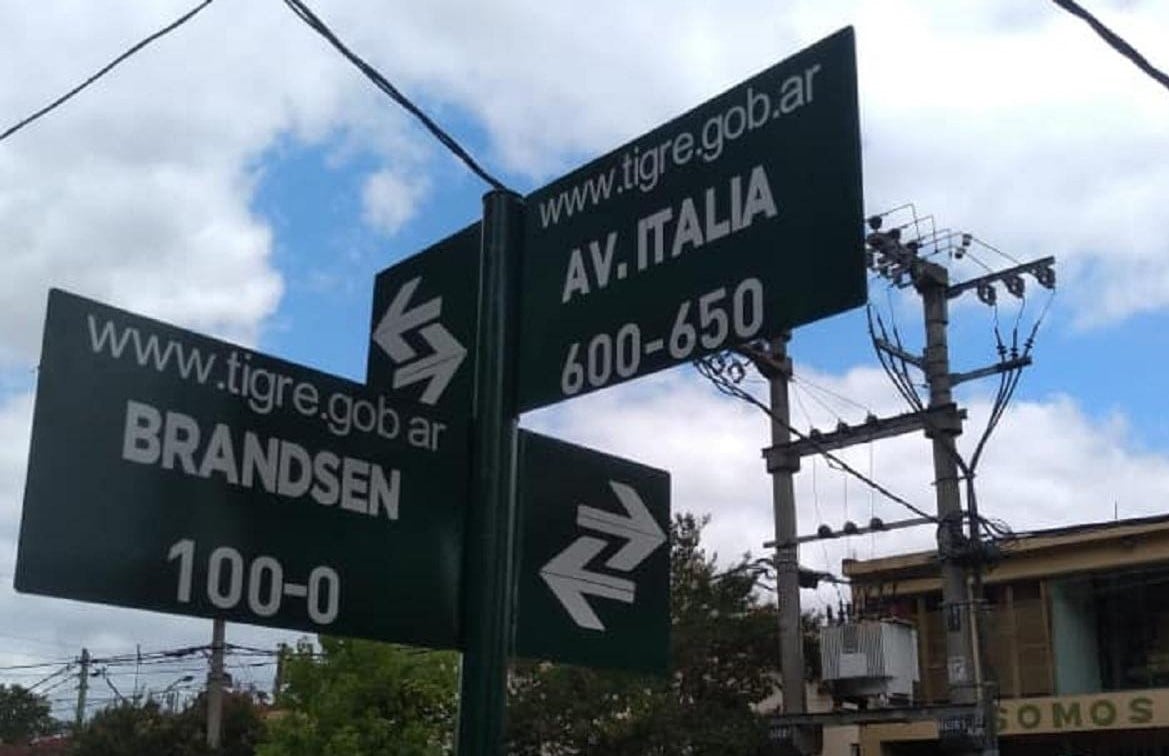 www.tigre.gob.ar
AV. ITALIA
600-650
www.tigre.gob.ar
BRANDSEN
100-0
SOMOS